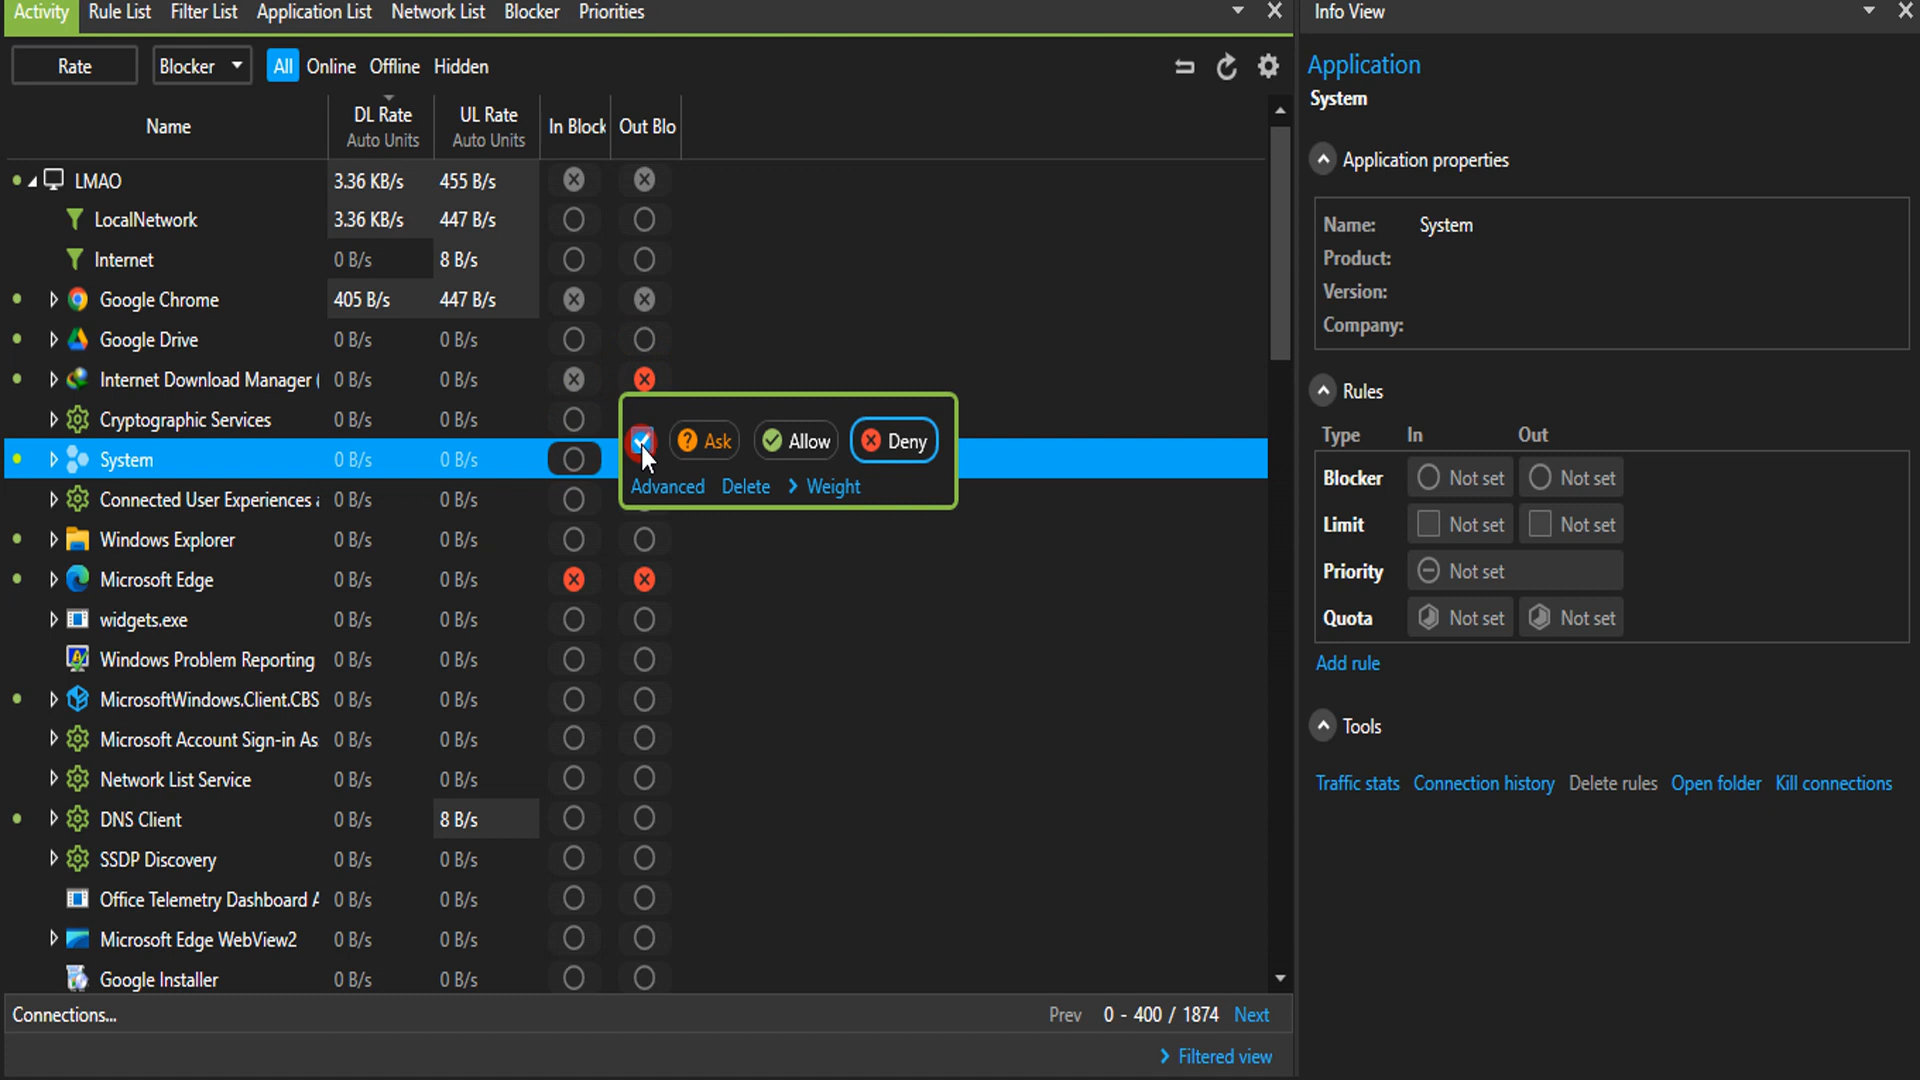 Activity Rule List Filter List Application List Network List Blocker Priorities
Rate Blocker All Online Offline Hidden
Name DL Rate UL Rate In Block Out Blo
Auto Units Auto Units
LMAO 3.36 KB/s 455 B/s
LocalNetwork 3.36 KB/s 447 B/s
Internet 0 B/s 8 B/s
Google Chrome 405 B/s 447 B/s
Google Drive 0 B/s 0 B/s
Internet Download Manager ( 0 B/s 0 B/s
Cryptographic Services 0 B/s 0 B/s
System 0 B/s 0 B/s
Connected User Experiences a 0 B/s 0 B/s
Windows Explorer 0 B/s 0 B/s
Microsoft Edge 0 B/s 0 B/s
widgets.exe 0 B/s 0 B/s
Windows Problem Reporting 0 B/s 0 B/s
MicrosoftWindows.Client.CBS 0 B/s 0 B/s
Microsoft Account Sign-in As 0 B/s 0 B/s
Network List Service 0 B/s 0 B/s
DNS Client 0 B/s 8 B/s
SSDP Discovery 0 B/s 0 B/s
Office Telemetry Dashboard A 0 B/s 0 B/s
Microsoft Edge WebView2 0 B/s 0 B/s
Google Installer 0 B/s 0 B/s
Ask Allow Deny
Advanced Delete Weight
Connections... Prev 0 - 400 / 1874 Next
Filtered view
Info View
Application
System
Application properties
Name: System
Product:
Version:
Company:
Rules
Type In Out
Blocker Not set Not set
Limit Not set Not set
Priority Not set
Quota Not set Not set
Add rule
Tools
Traffic stats Connection history Delete rules Open folder Kill connections